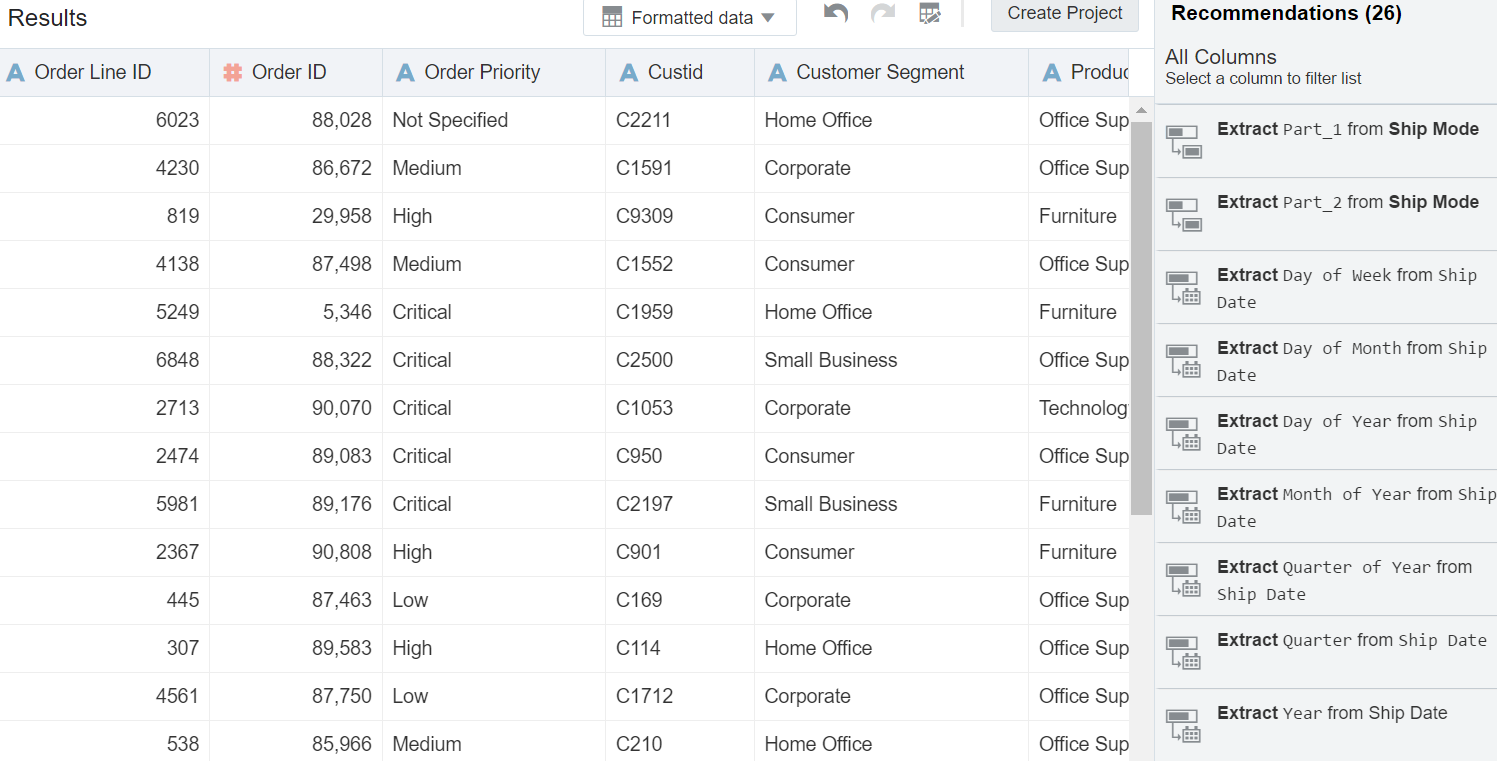 Results Formatted data Create Project
Order Line ID Order ID Order Priority Custid Customer Segment Produc
6023 88,028 Not Specified C2211 Home Office Office Sup
4230 86,672 Medium C1591 Corporate Office Sup
819 29,958 High C9309 Consumer Furniture
4138 87,498 Medium C1552 Consumer Office Sup
5249 5,346 Critical C1959 Home Office Furniture
6848 88,322 Critical C2500 Small Business Office Sup
2713 90,070 Critical C1053 Corporate Technolog
2474 89,083 Critical C950 Consumer Office Sup
5981 89,176 Critical C2197 Small Business Furniture
2367 90,808 High C901 Consumer Furniture
445 87,463 Low C169 Corporate Office Sup
307 89,583 High C114 Home Office Office Sup
4561 87,750 Low C1712 Corporate Office Sup
538 85,966 Medium C210 Home Office Office Sup
Recommendations (26)
All Columns
Select a column to filter list
Extract Part_1 from Ship Mode
Extract Part_2 from Ship Mode
Extract Day of Week from Ship
Date
Extract Day of Month from Ship
Date
Extract Day of Year from Ship
Date
Extract Month of Year from Ship
Date
Extract Quarter of Year from
Ship Date
Extract Quarter from Ship Date
Extract Year from Ship Date